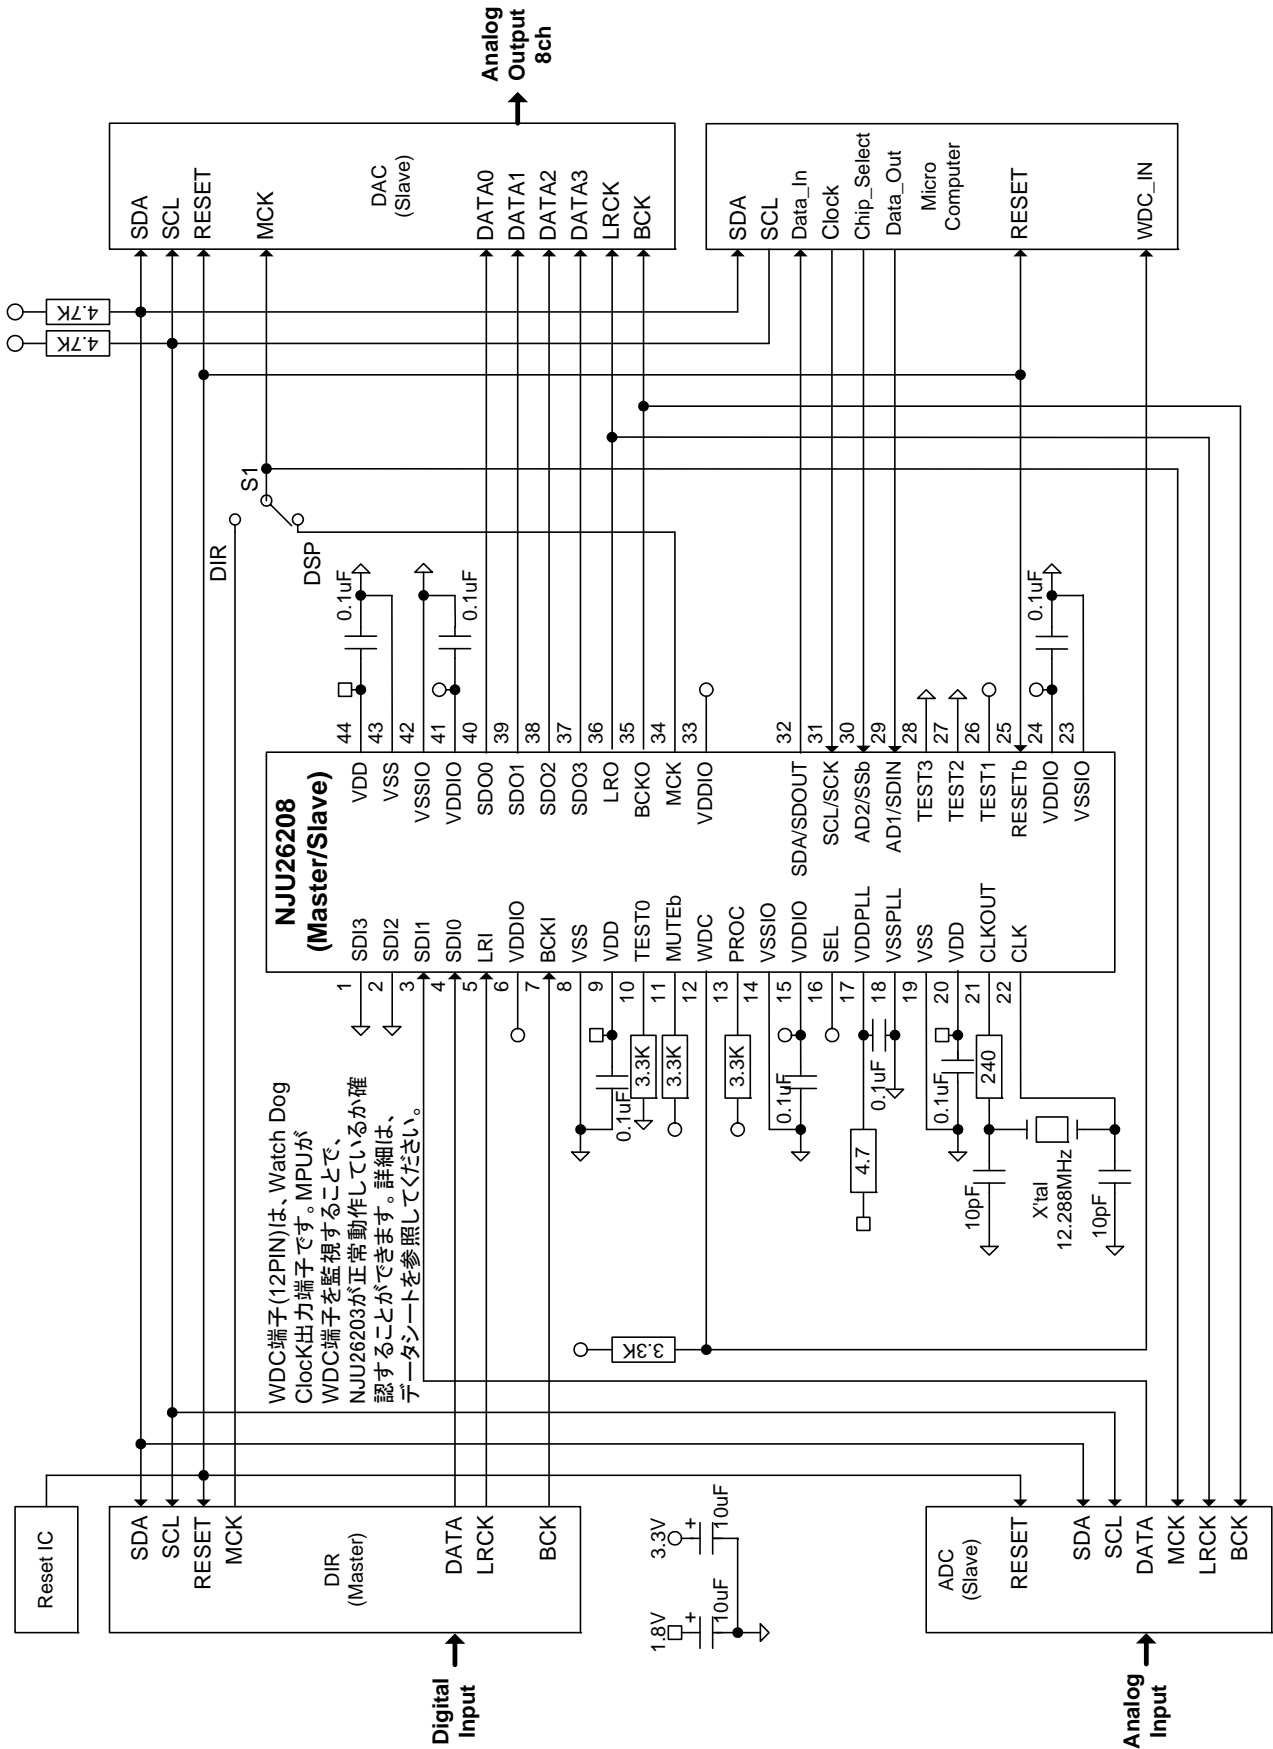 Reset IC
SDA
SCL
RESET
MCK
DIR
(Master)
DATA
LRCK
BCK
Digital
Input
1.8V
3.3V
+
+
10uF
10uF
ADC
(Slave)
RESET
SDA
SCL
DATA
MCK
LRCK
BCK
Analog
Input
WDC端子(12PIN)は、Watch Dog
ClocK出力端子です。MPUが
WDC端子を監視することで、
NJU26203が正常動作しているか確
認することができます。詳細は、
データシートを参照してください。
3.3K
NJU26208
(Master/Slave)
1 SDI3
2 SDI2
3 SDI1
4 SDI0
5 LRI
6 VDDIO
7 BCKI
8 VSS
9 VDD
10 TEST0
11 MUTEb
12 WDC
13 PROC
14 VSSIO
15 VDDIO
16 SEL
17 VDDPLL
18 VSSPLL
19 VSS
20 VDD
21 CLKOUT
22 CLK
0.1uF
3.3K
3.3K
3.3K
0.1uF
0.1uF
4.7
0.1uF
240
10pF
X'tal
12.288MHz
10pF
VDD 44
VSS 43
VSSIO 42
VDDIO 41
SDO0 40
SDO1 39
SDO2 38
SDO3 37
LRO 36
BCKO 35
MCK 34
VDDIO 33
SDA/SDOUT 32
SCL/SCK 31
AD2/SSb 30
AD1/SDIN 29
TEST3 28
TEST2 27
TEST1 26
RESETb 25
VDDIO 24
VSSIO 23
0.1uF
0.1uF
0.1uF
DIR
DSP
S1
4.7K
4.7K
SDA
SCL
RESET
MCK
DAC
(Slave)
DATA0
DATA1
DATA2
DATA3
LRCK
BCK
Analog
Output
8ch
SDA
SCL
Data_In
Clock
Chip_Select
Data_Out
Micro
Computer
RESET
WDC_IN